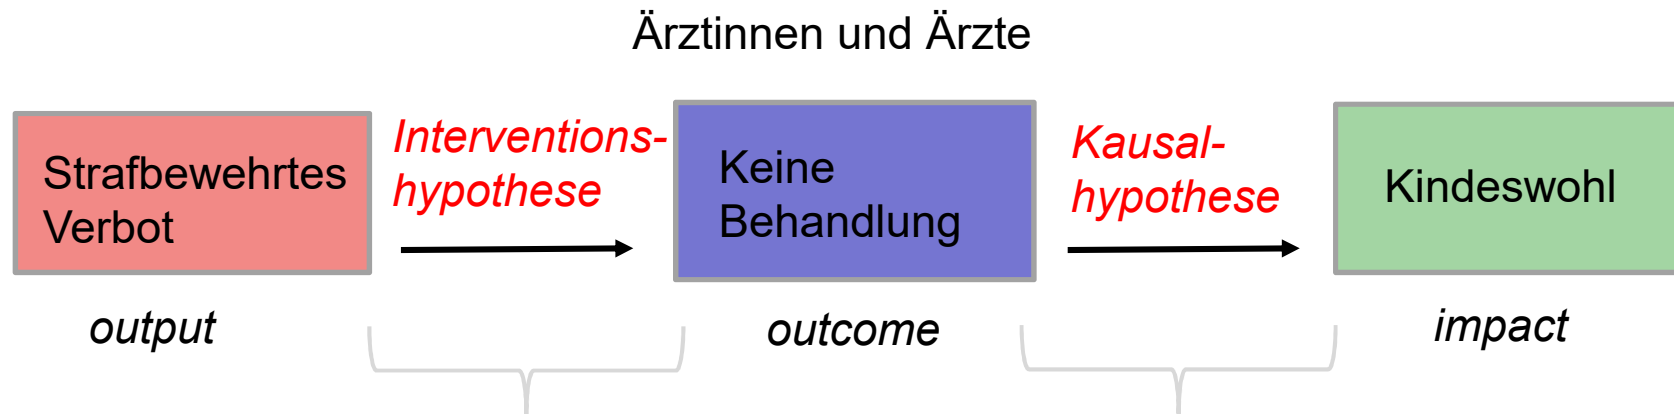 Ärztinnen und Ärzte
Strafbewehrtes
Verbot
Interventions-
hypothese
Keine
Behandlung
Kausal-
hypothese
Kindeswohl
output
outcome
impact